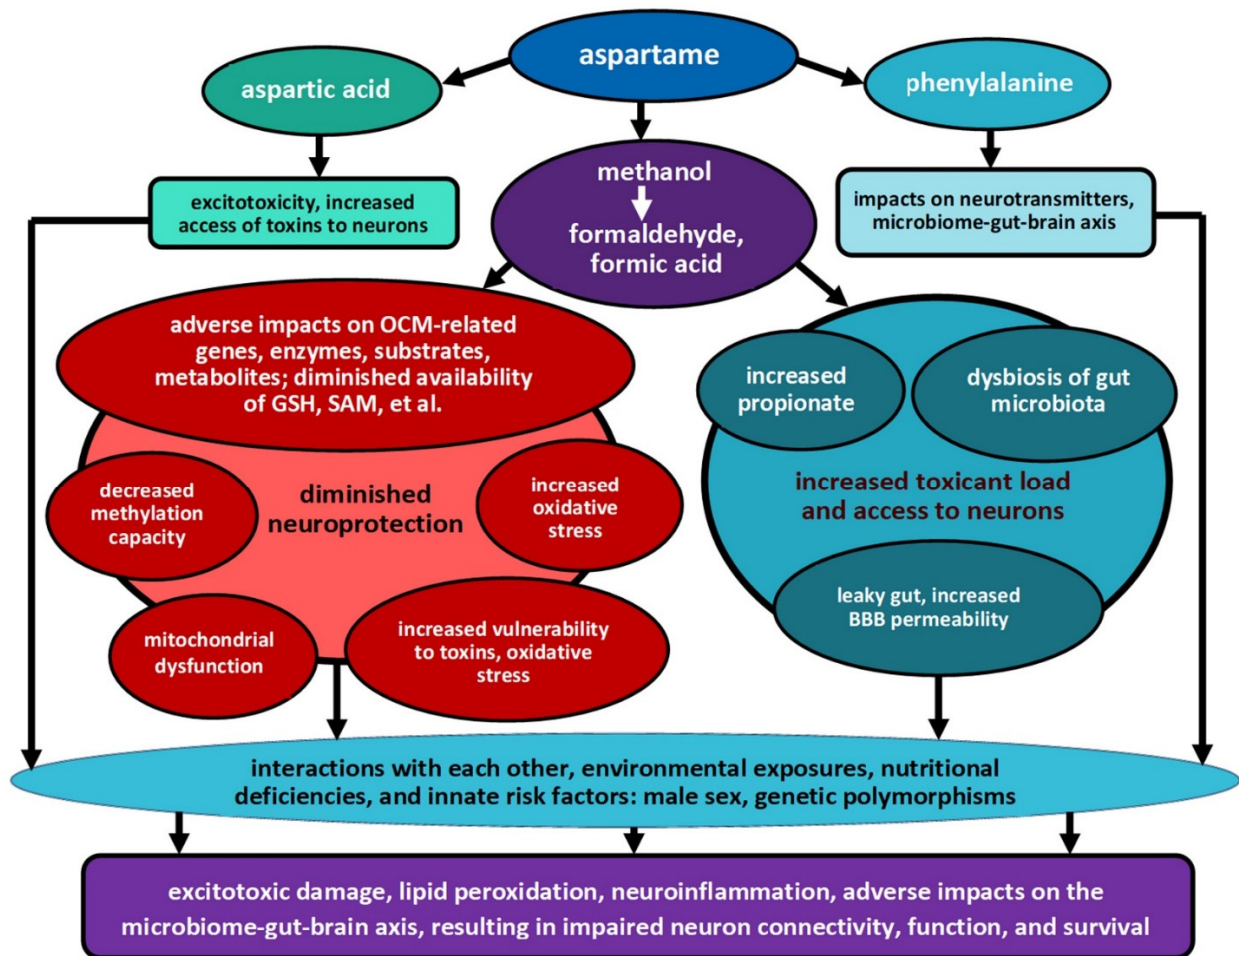 aspartame
aspartic acid
phenylalanine
methanol
formaldehyde,
formic acid
excitotoxicity, increased
access of toxins to neurons
impacts on neurotransmitters,
microbiome-gut-brain axis
adverse impacts on OCM-related
genes, enzymes, substrates,
metabolites; diminished availability
of GSH, SAM, et al.
decreased
methylation
capacity
diminished
neuroprotection
increased
oxidative
stress
mitochondrial
dysfunction
increased vulnerability
to toxins, oxidative
stress
increased
propionate
dysbiosis of gut
microbiota
increased toxicant load
and access to neurons
leaky gut, increased
BBB permeability
interactions with each other, environmental exposures, nutritional
deficiencies, and innate risk factors: male sex, genetic polymorphisms
excitotoxic damage, lipid peroxidation, neuroinflammation, adverse impacts on the
microbiome-gut-brain axis, resulting in impaired neuron connectivity, function, and survival